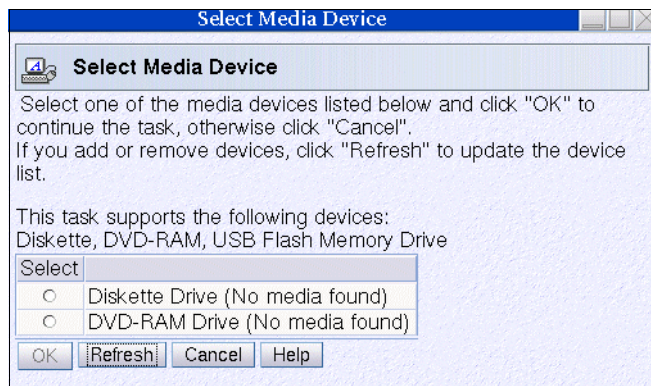 Select Media Device
Select Media Device
Select one of the media devices listed below and click "OK" to
continue the task, otherwise click "Cancel".
If you add or remove devices, click "Refresh" to update the device
list.
This task supports the following devices:
Diskette, DVD-RAM, USB Flash Memory Drive
Select
Diskette Drive (No media found)
DVD-RAM Drive (No media found)
OK Refresh Cancel Help